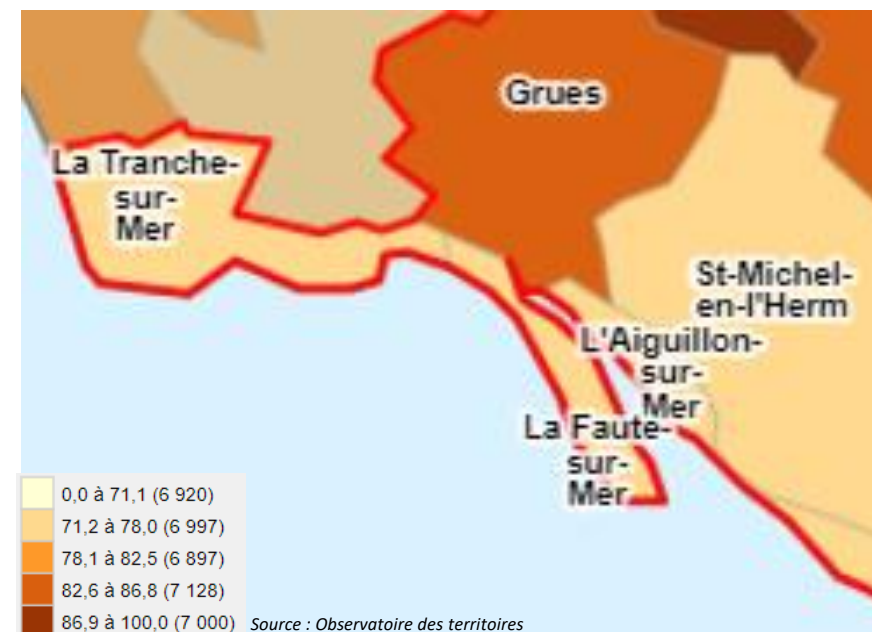 Grues
La Tranche-
sur-
Mer
St-Michel-
en-l'Herm
L'Aiguillon-
sur-
Mer
La Faute-
sur-
Mer
0,0 à 71,1 (6 920)
71,2 à 78,0 (6 997)
78,1 à 82,5 (6 897)
82,6 à 86,8 (7 128)
86,9 à 100,0 (7 000)
Source : Observatoire des territoires